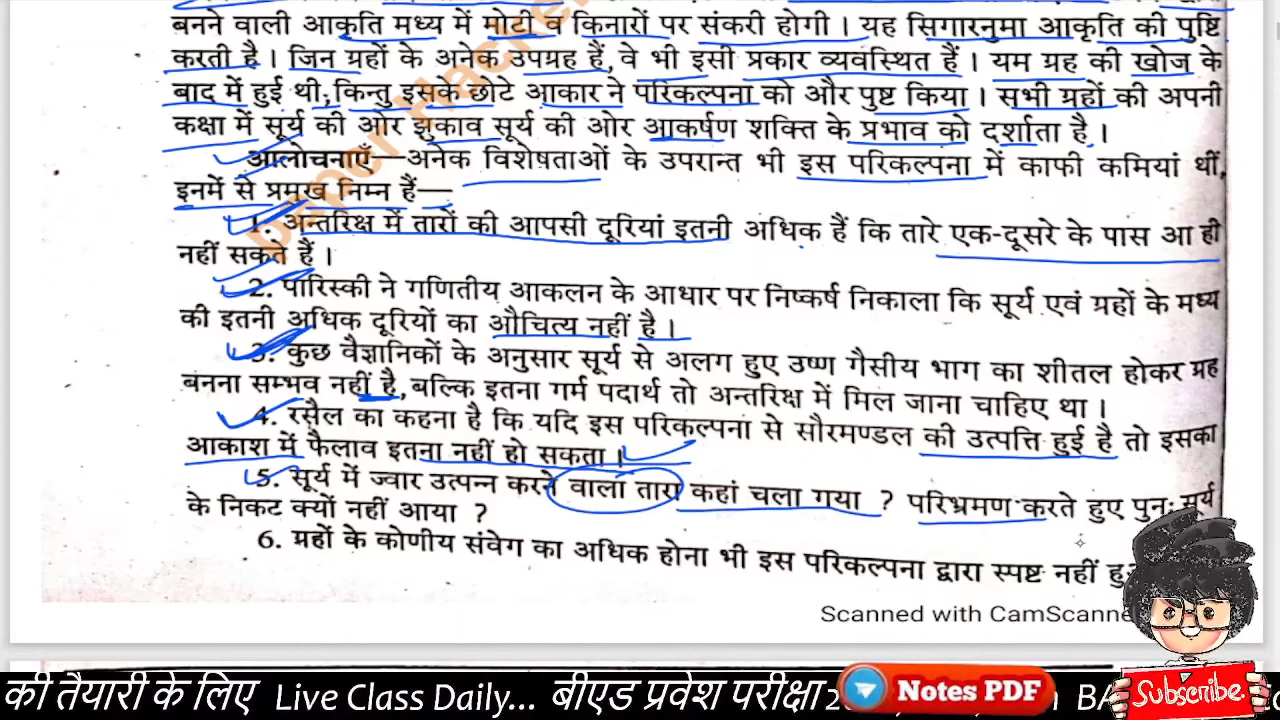 बनने वाली आकृति मध्य में मोटी व किनारों पर संकरी होगी। यह सिगारनुमा आकृति की पुष्टि
करती है। जिन ग्रहों के अनेक उपग्रह हैं, वे भी इसी प्रकार व्यवस्थित हैं। यम ग्रह की खोज के
बाद में हुई थी, किन्तु इसके छोटे आकार ने परिकल्पना को और पुष्ट किया। सभी ग्रहों की अपनी
कक्षा में सूर्य की ओर झुकाव सूर्य की ओर आकर्षण शक्ति के प्रभाव को दर्शाता है।
आलोचनाएँ—अनेक विशेषताओं के उपरान्त भी इस परिकल्पना में काफी कमियां थीं,
इनमें से प्रमुख निम्न हैं—
1. अन्तरिक्ष में तारों की आपसी दूरियां इतनी अधिक हैं कि तारे एक-दूसरे के पास आ ही
नहीं सकते हैं।
2. पारिस्की ने गणितीय आकलन के आधार पर निष्कर्ष निकाला कि सूर्य एवं ग्रहों के मध्य
की इतनी अधिक दूरियों का औचित्य नहीं है।
3. कुछ वैज्ञानिकों के अनुसार सूर्य से अलग हुए उष्ण गैसीय भाग का शीतल होकर ग्रह
बनना सम्भव नहीं है, बल्कि इतना गर्म पदार्थ तो अन्तरिक्ष में मिल जाना चाहिए था।
4. रसैल का कहना है कि यदि इस परिकल्पना से सौरमण्डल की उत्पत्ति हुई है तो इसका
आकाश में फैलाव इतना नहीं हो सकता।
5. सूर्य में ज्वार उत्पन्न करने वाला तारा कहां चला गया ? परिभ्रमण करते हुए पुनः सूर्य
के निकट क्यों नहीं आया ?
6. ग्रहों के कोणीय संवेग का अधिक होना भी इस परिकल्पना द्वारा स्पष्ट नहीं
Scanned with CamScanne
की तैयारी के लिए Live Class Daily... बीएड प्रवेश परीक्षा Notes PDF BA
Subscribe